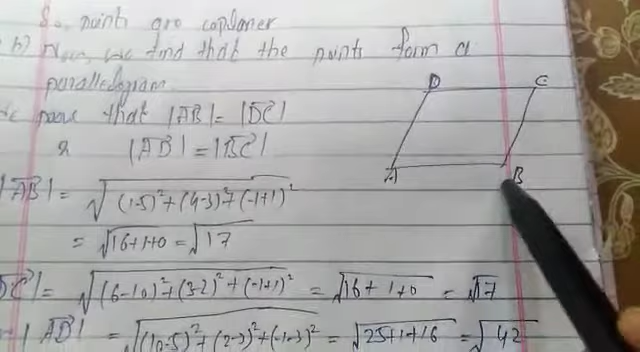 So, points are coplaner
b) Now, we find that the points form a
parallelogram.
prove that |AB| = |DC|
& |AD| = |BC|
D C
A B
|AB| = √(1-5)²+(4-3)²+(-1+1)²
= √16+1+0 = √17
DC| = √(6-10)²+(3-2)²+(-1+1)² = √16+1+0 = √17
|AD| = √(10-5)²+(2-3)²+(-1-3)² = √25+1+16 = √42